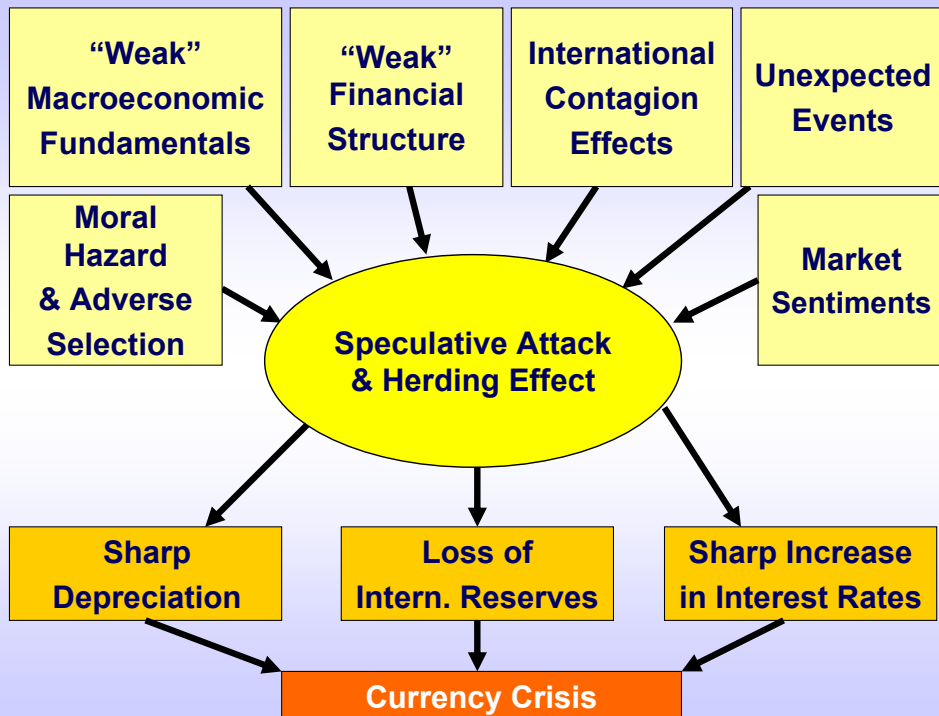 “Weak”
Macroeconomic
Fundamentals
“Weak”
Financial
Structure
International
Contagion
Effects
Unexpected
Events
Moral
Hazard
& Adverse
Selection
Market
Sentiments
Speculative Attack
& Herding Effect
Sharp
Depreciation
Loss of
Intern. Reserves
Sharp Increase
in Interest Rates
Currency Crisis